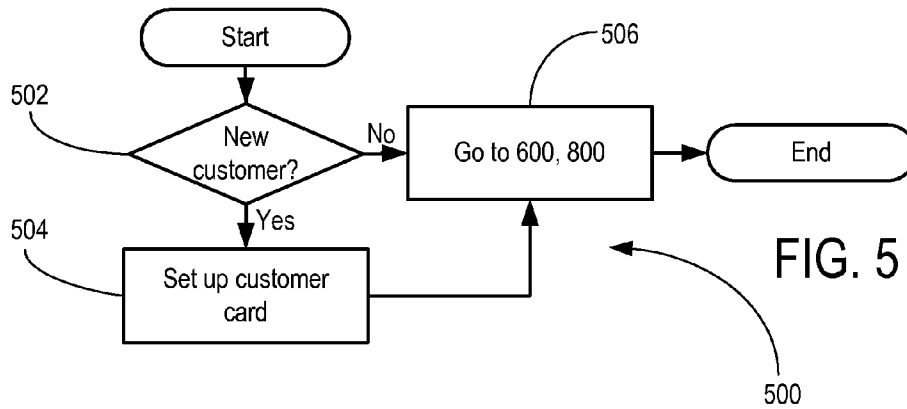 Start
506
502
New
customer?
No
Go to 600, 800
End
Yes
504
Set up customer
card
FIG. 5
500